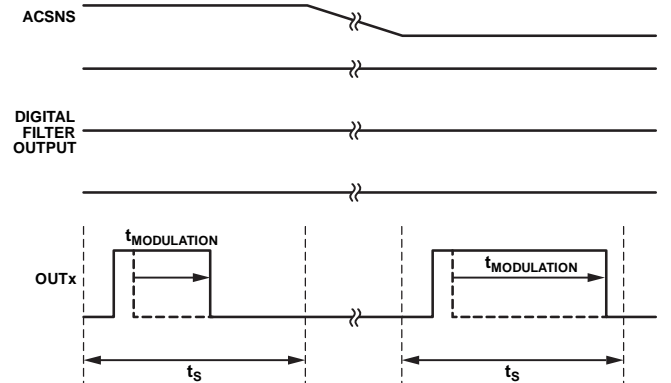 ACSNS
DIGITAL
FILTER
OUTPUT
tMODULATION
tMODULATION
OUTx
tS
tS